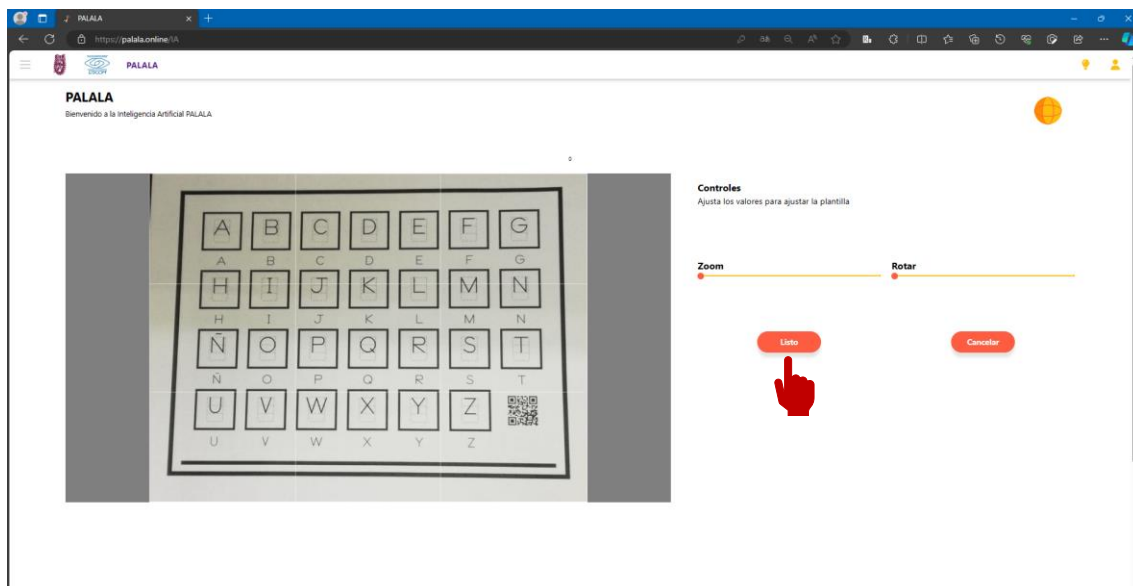 PALALA
https://palala.online/IA
PALALA
PALALA
Bienvenido a la Inteligencia Artificial PALALA
Controles
Ajusta los valores para ajustar la plantilla
Zoom Rotar
Listo Cancelar
A B C D E F G
A B C D E F G
H I J K L M N
H I J K L M N
Ñ O P Q R S T
Ñ O P Q R S T
U V W X Y Z
U V W X Y Z